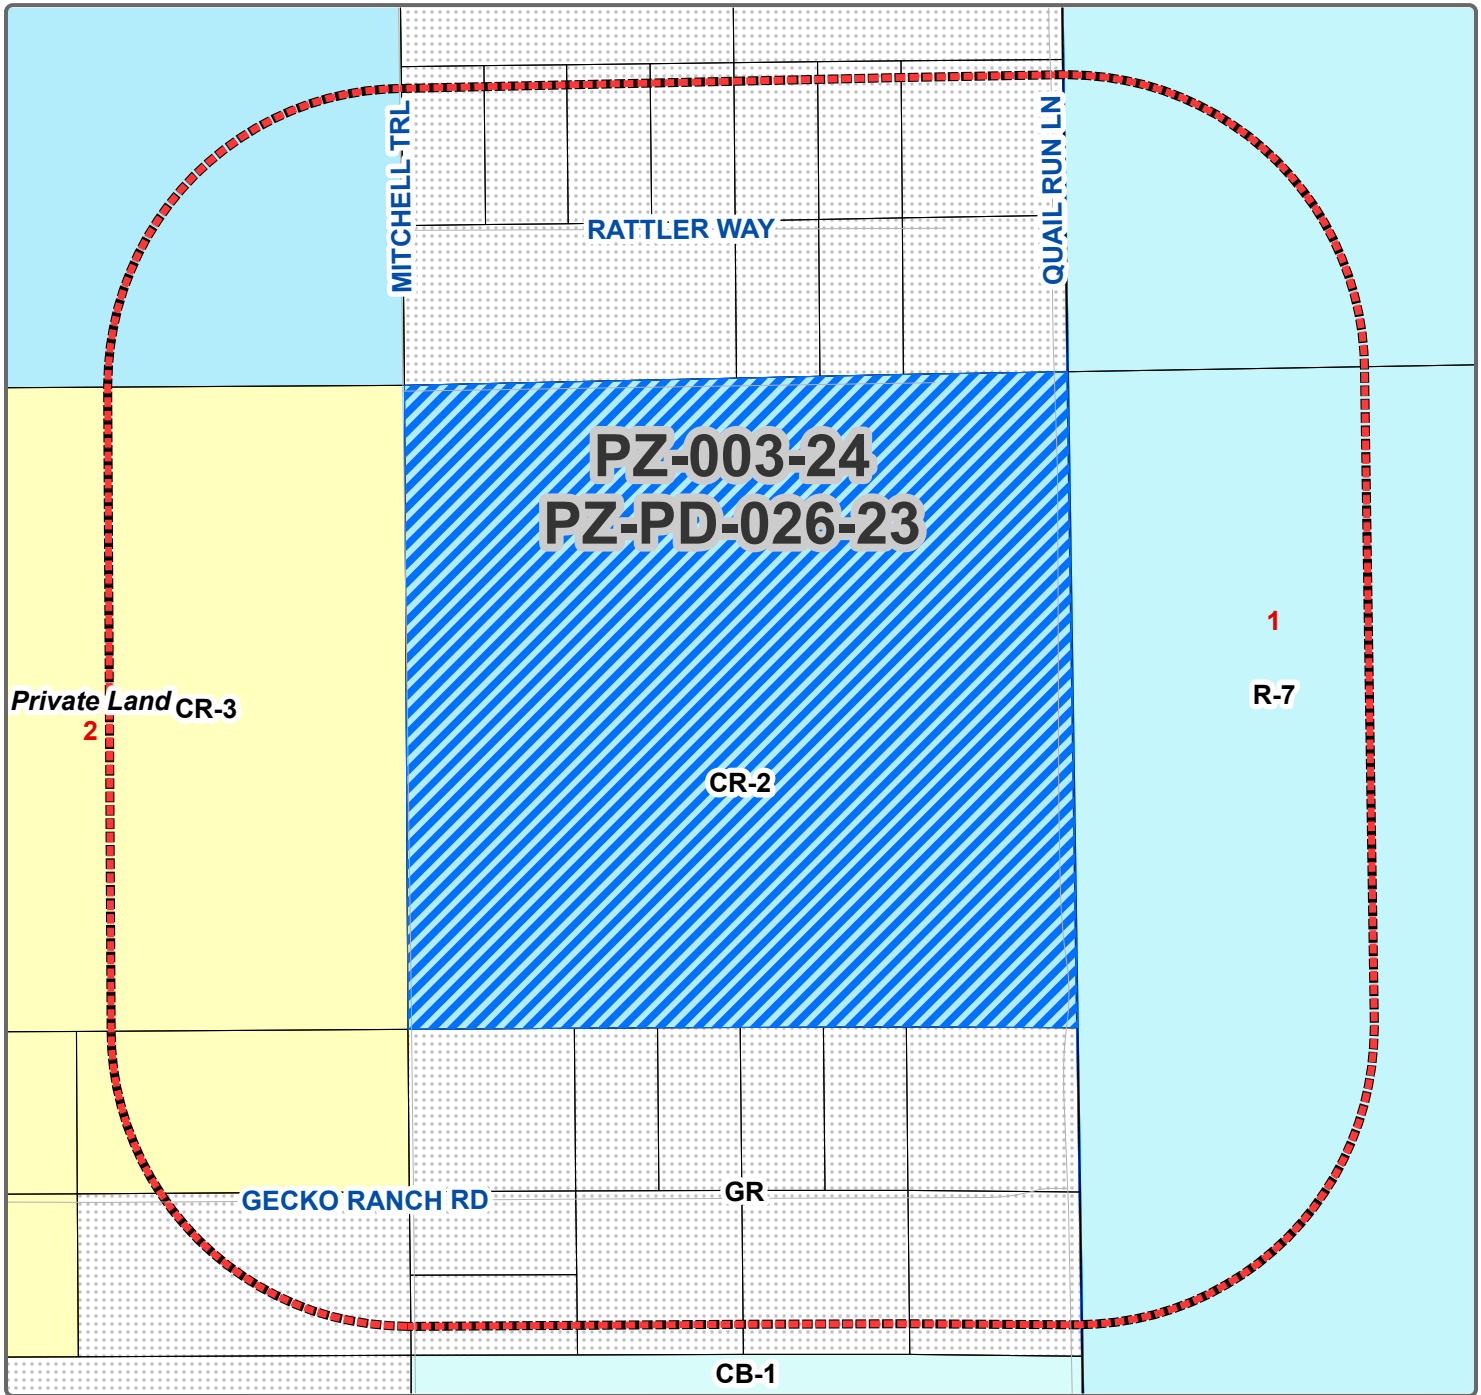 MITCHELL TRL
QUAIL RUN LN
RATTLER WAY
PZ-003-24
PZ-PD-026-23
1
R-7
Private Land
CR-3
2
CR-2
GR
GECKO RANCH RD
CB-1